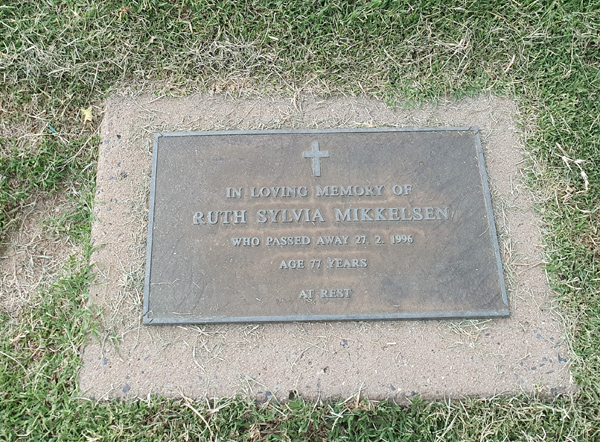 IN LOVING MEMORY OF
RUTH SYLVIA MIKKELSEN
WHO PASSED AWAY 27. 2. 1996
AGE 77 YEARS
AT REST